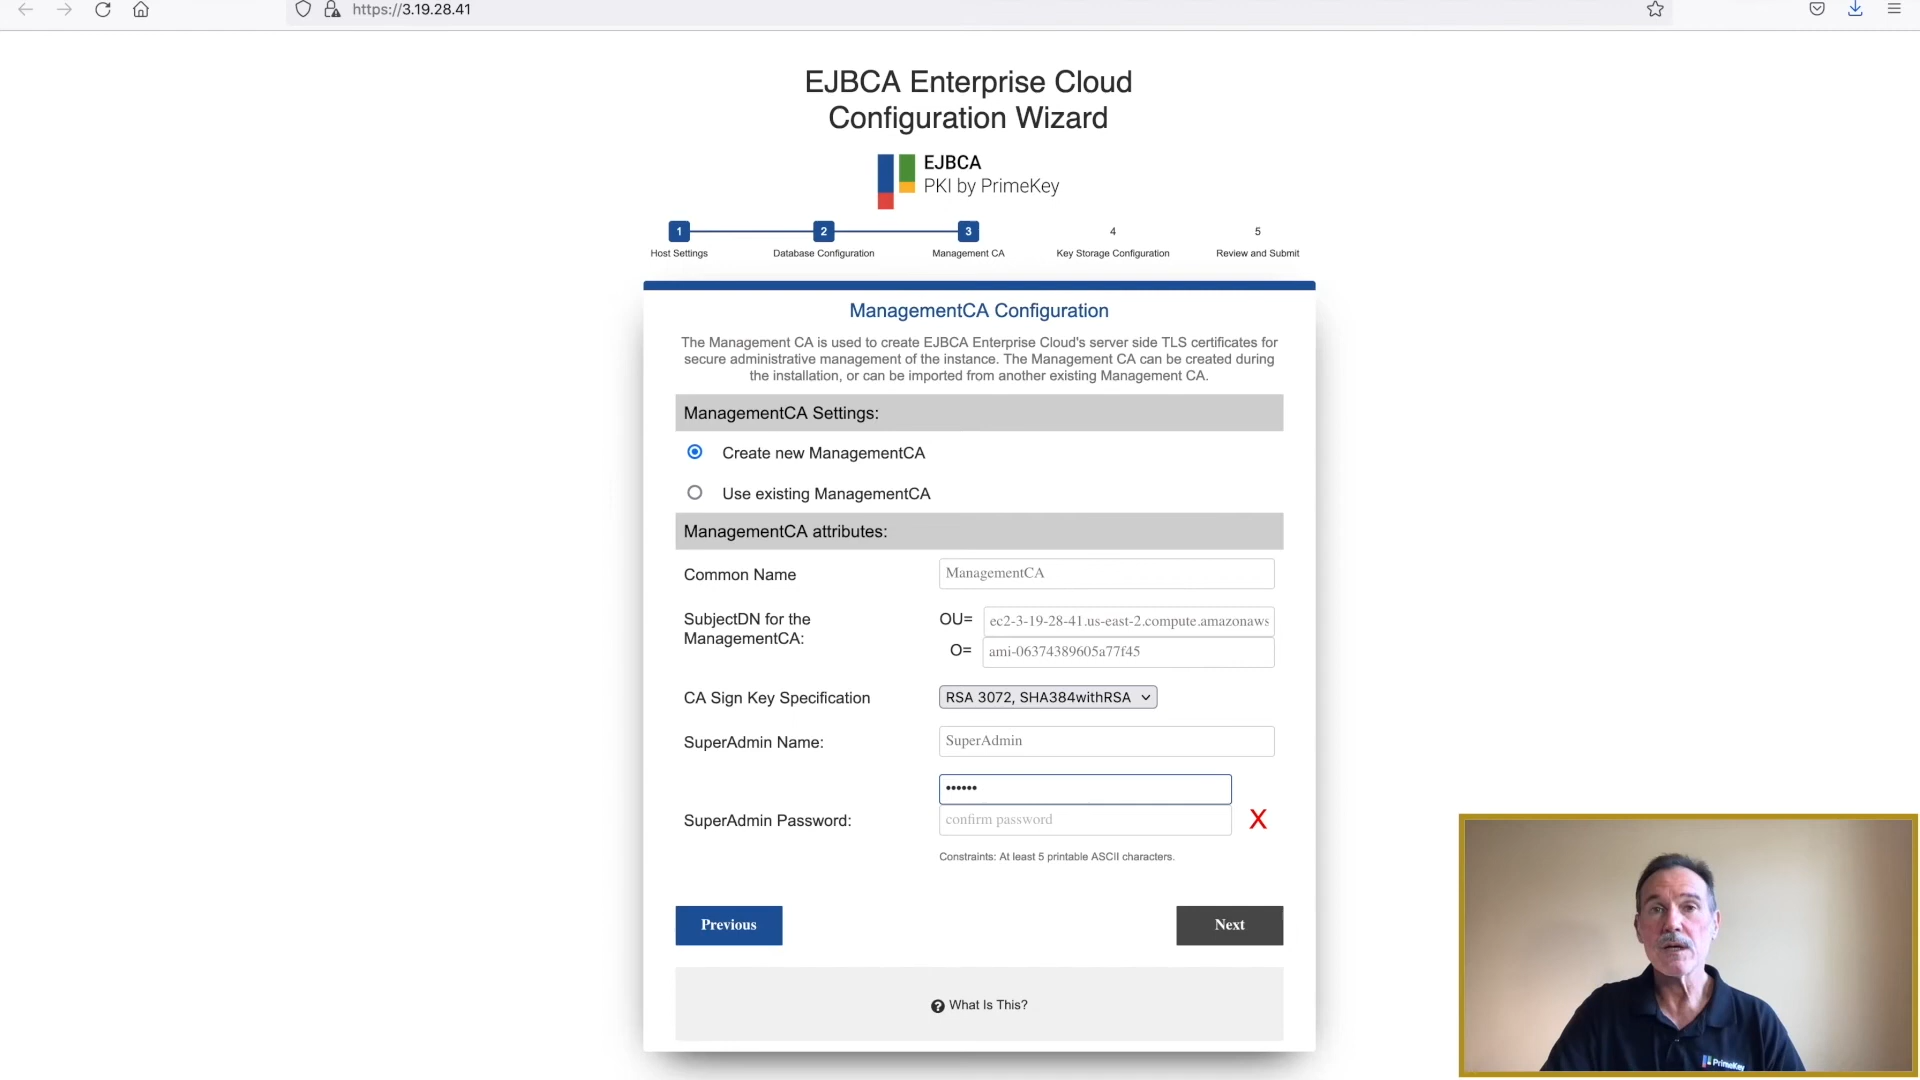 https://3.19.28.41
EJBCA Enterprise Cloud
Configuration Wizard
EJBCA
PKI by PrimeKey
1
2
3
4
5
Host Settings
Database Configuration
Management CA
Key Storage Configuration
Review and Submit
ManagementCA Configuration
The Management CA is used to create EJBCA Enterprise Cloud's server side TLS certificates for
secure administrative management of the instance. The Management CA can be created during
the installation, or can be imported from another existing Management CA.
ManagementCA Settings:
Create new ManagementCA
Use existing ManagementCA
ManagementCA attributes:
Common Name
ManagementCA
SubjectDN for the
ManagementCA:
OU=
ec2-3-19-28-41.us-east-2.compute.amazonaws
O=
ami-06374389605a77f45
CA Sign Key Specification
RSA 3072, SHA384withRSA
SuperAdmin Name:
SuperAdmin
••••••
SuperAdmin Password:
confirm password
X
Constraints: At least 5 printable ASCII characters.
Previous
Next
? What Is This?
PrimeKey